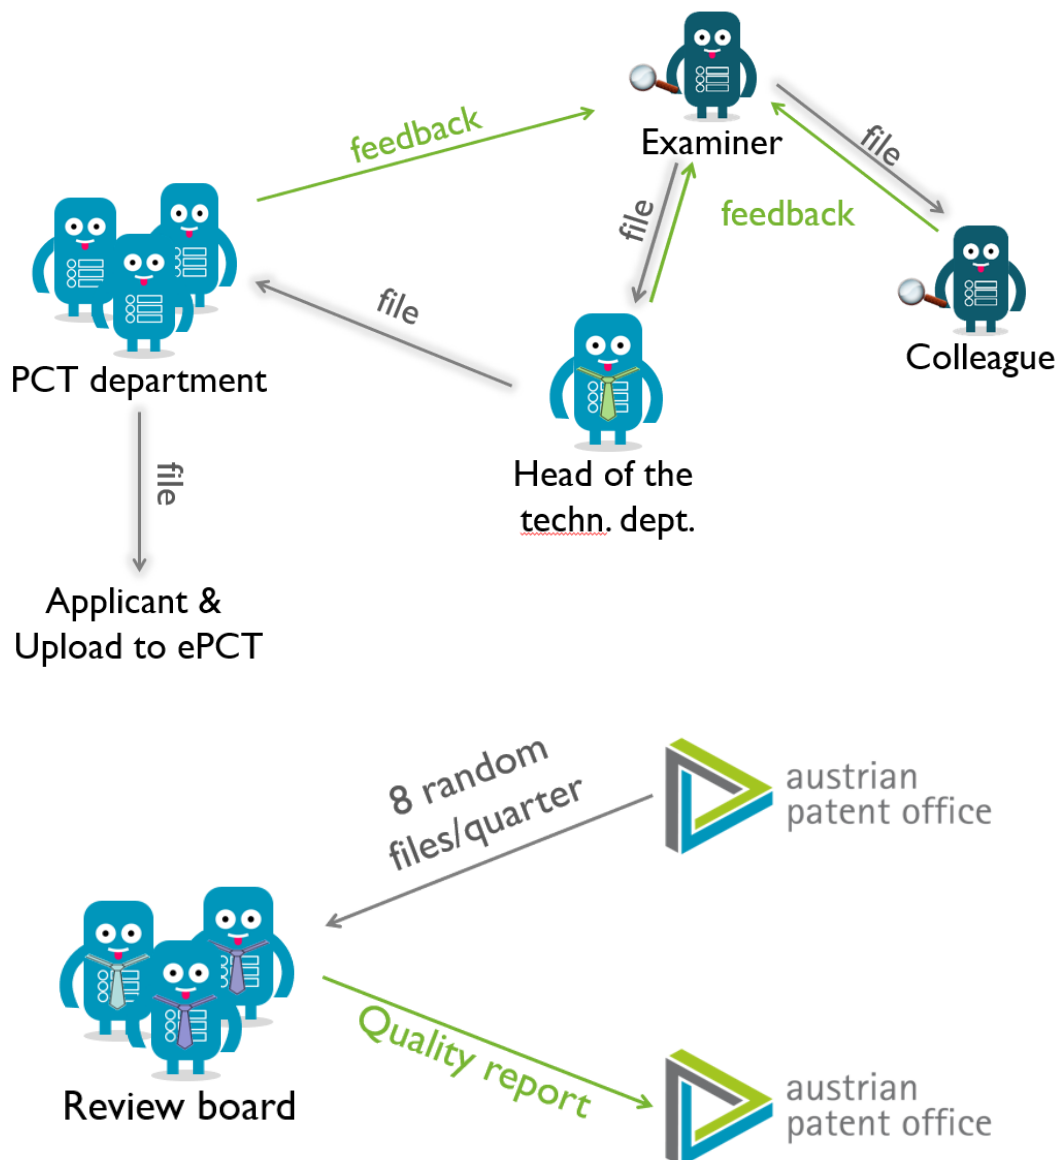 Examiner
feedback
file
file
feedback
file
Colleague
PCT department
Head of the
techn. dept.
file
Applicant &
Upload to ePCT
8 random
files/quarter
austrian
patent office
Review board
Quality report
austrian
patent office